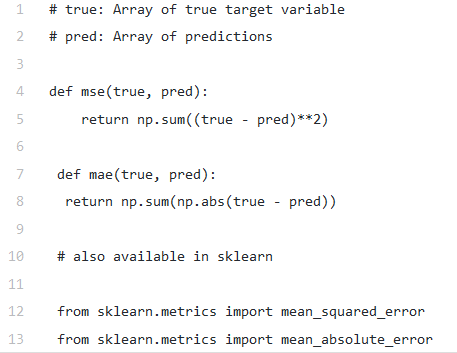 1 # true: Array of true target variable
2 # pred: Array of predictions
3
4 def mse(true, pred):
5     return np.sum((true - pred)**2)
6
7  def mae(true, pred):
8   return np.sum(np.abs(true - pred))
9
10  # also available in sklearn
11
12  from sklearn.metrics import mean_squared_error
13  from sklearn.metrics import mean_absolute_error